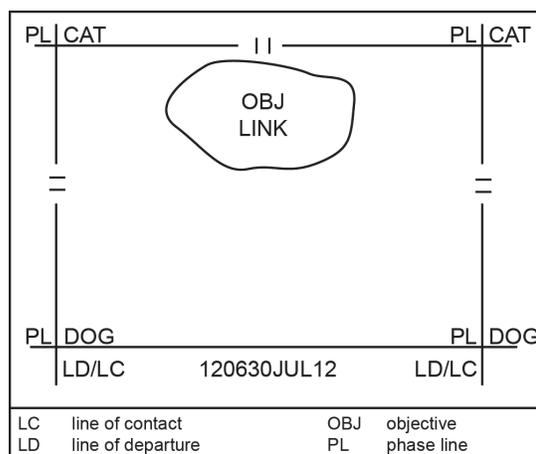 PL CAT PL CAT
OBJ
LINK
PL DOG PL DOG
LD/LC 120630JUL12 LD/LC
LC line of contact OBJ objective
LD line of departure PL phase line